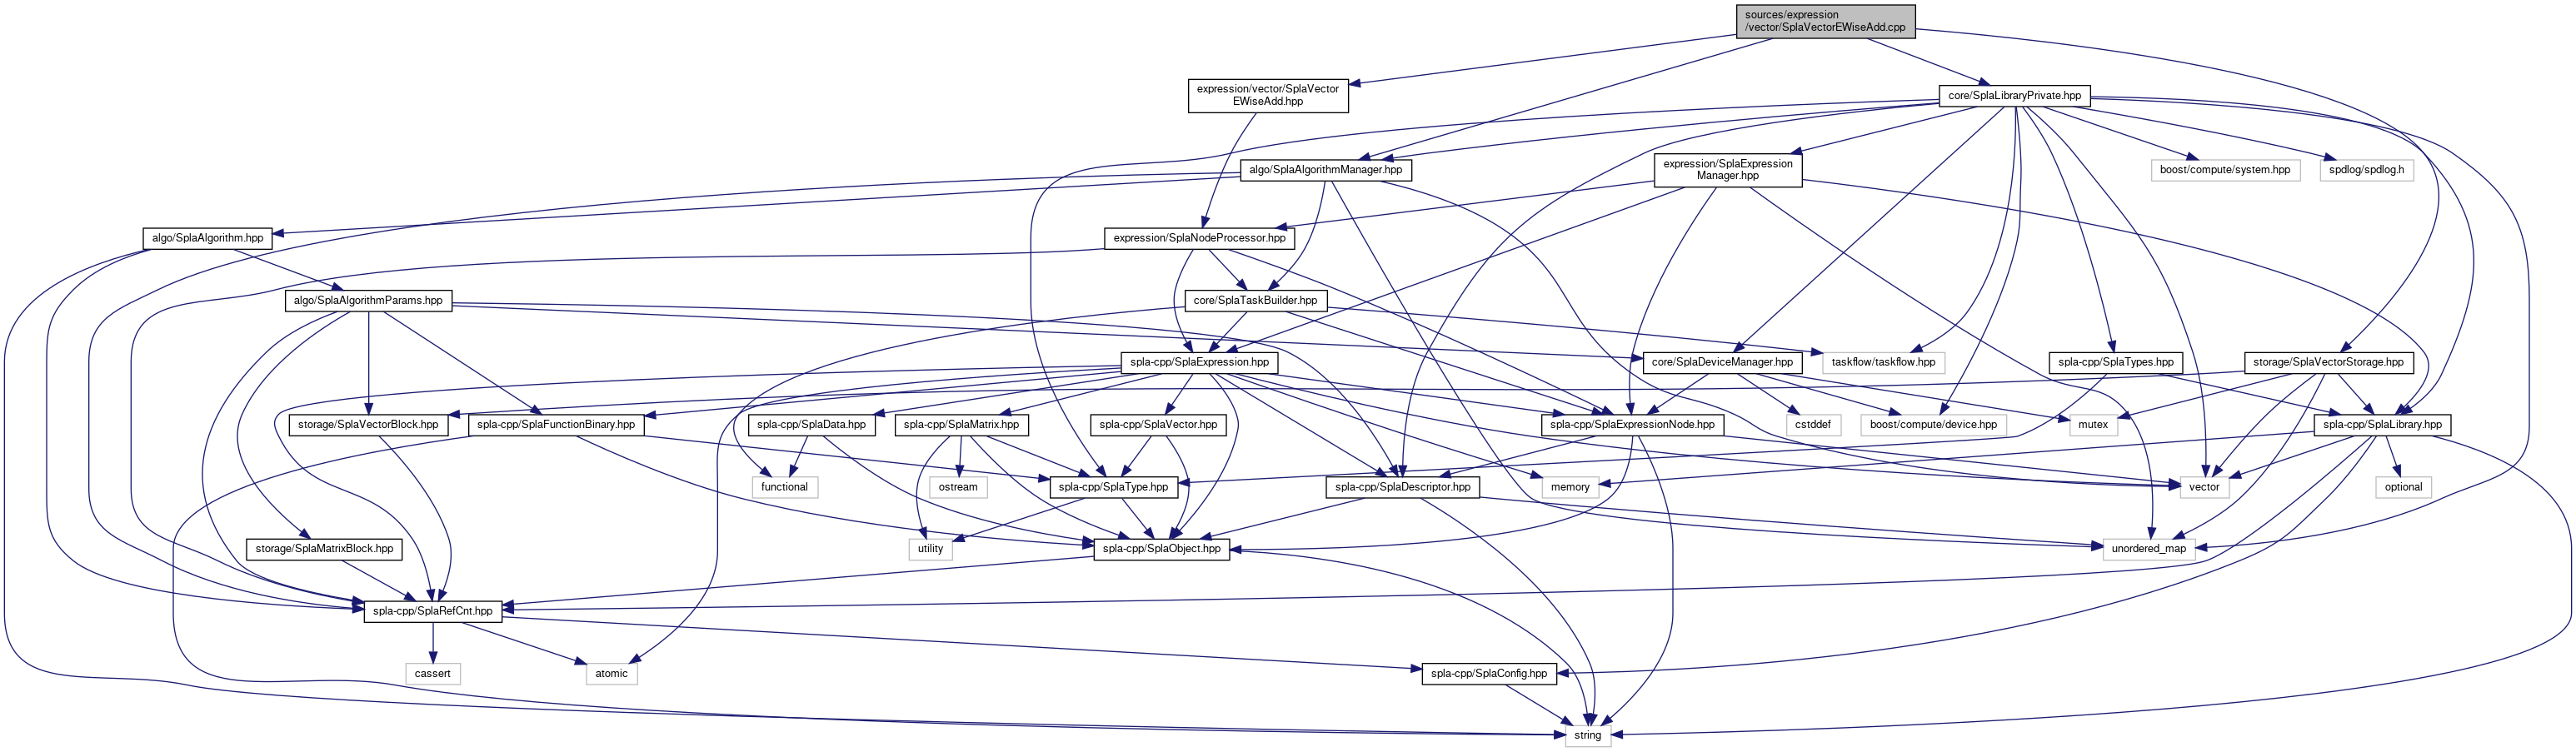 sources/expression
/vector/SplaVectorEWiseAdd.cpp
expression/vector/SplaVector
EWiseAdd.hpp
core/SplaLibraryPrivate.hpp
algo/SplaAlgorithmManager.hpp
expression/SplaExpression
Manager.hpp
boost/compute/system.hpp
spdlog/spdlog.h
algo/SplaAlgorithm.hpp
expression/SplaNodeProcessor.hpp
algo/SplaAlgorithmParams.hpp
core/SplaTaskBuilder.hpp
spla-cpp/SplaExpression.hpp
core/SplaDeviceManager.hpp
taskflow/taskflow.hpp
spla-cpp/SplaTypes.hpp
storage/SplaVectorStorage.hpp
storage/SplaVectorBlock.hpp
spla-cpp/SplaFunctionBinary.hpp
spla-cpp/SplaData.hpp
spla-cpp/SplaMatrix.hpp
spla-cpp/SplaVector.hpp
spla-cpp/SplaExpressionNode.hpp
cstddef
boost/compute/device.hpp
mutex
spla-cpp/SplaLibrary.hpp
functional
ostream
spla-cpp/SplaType.hpp
spla-cpp/SplaDescriptor.hpp
memory
vector
optional
storage/SplaMatrixBlock.hpp
utility
spla-cpp/SplaObject.hpp
unordered_map
spla-cpp/SplaRefCnt.hpp
cassert
atomic
spla-cpp/SplaConfig.hpp
string